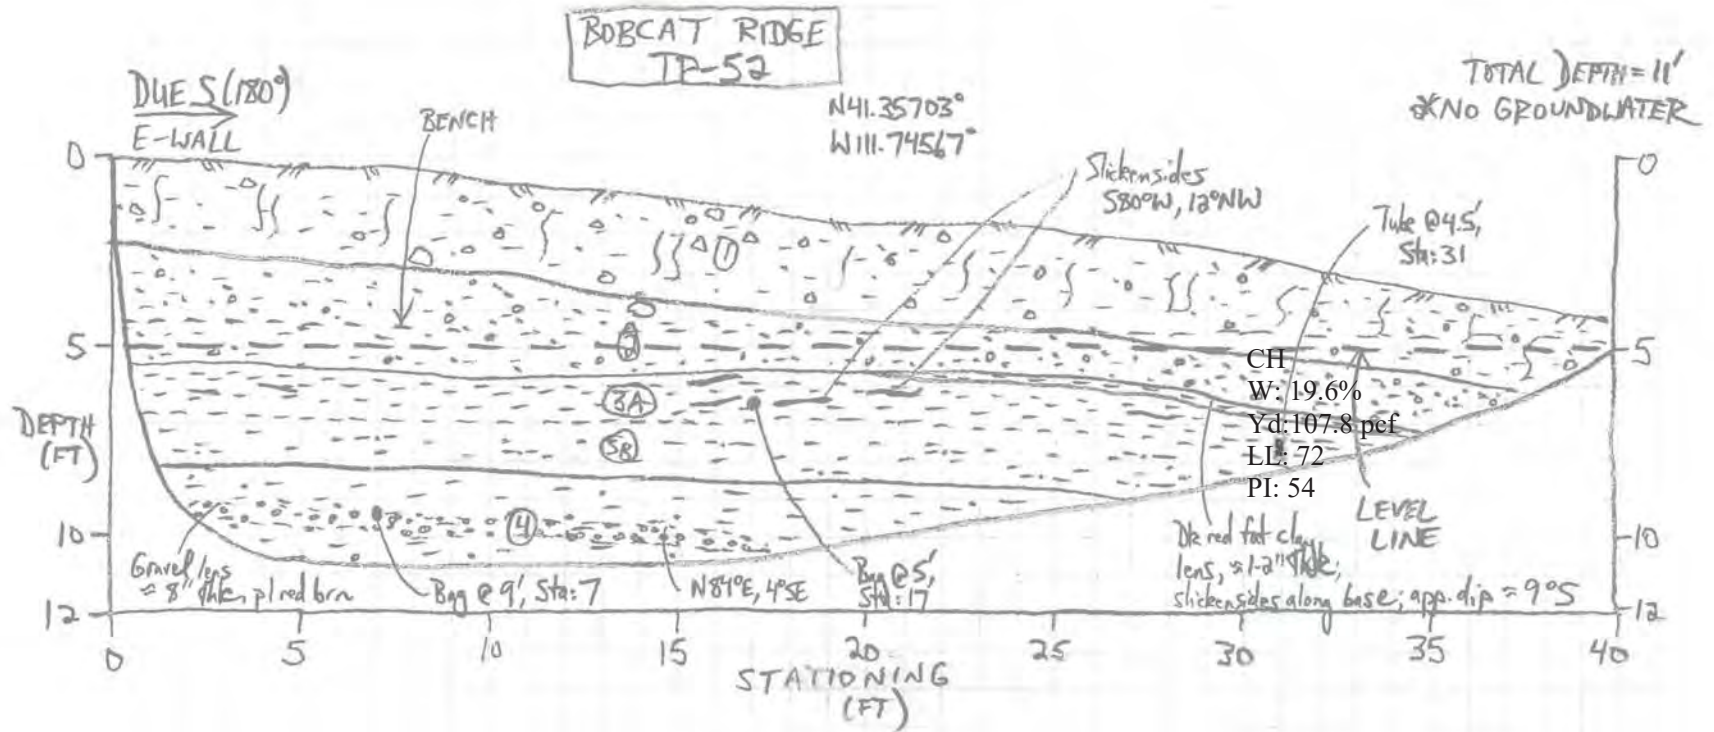 BOBCAT RIDGE
TP-52
DUE S (180°)
E-WALL
BENCH
N41.35703°
W111.74567°
TOTAL DEPTH = 11'
*NO GROUNDWATER
Slickensides
S80°W, 12°NW
Tube @ 4.5',
Sta: 31
0
5
10
12
DEPTH
(FT)
0
5
10
12
1
2
3A
3B
4
CH
W: 19.6%
Yd:107.8 pcf
LL: 72
PI: 54
LEVEL
LINE
Gravel lens
≈ 8" thk, pl red brn
Bag @ 9', Sta: 7
N84°E, 4°SE
Bag @ 5',
Sta: 17
Dk red fat clay
lens, ≈ 1-2" thk;
slickensides along base; app. dip ≈ 9°S
0 5 10 15 20 25 30 35 40
STATIONING
(FT)